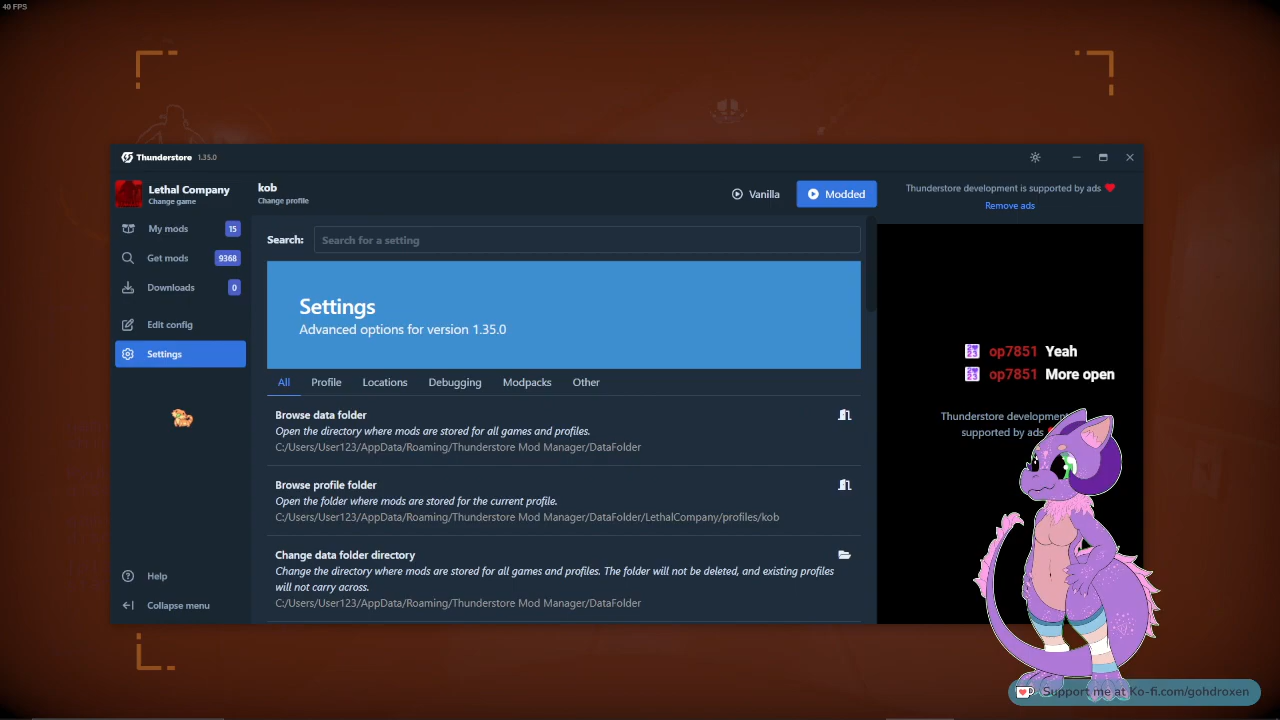 40 FPS
Thunderstore 1.35.0
Lethal Company
Change game
kob
Change profile
Vanilla
Modded
Thunderstore development is supported by ads
Remove ads
My mods 15
Get mods 9368
Downloads 0
Edit config
Settings
Help
Collapse menu
Search: Search for a setting
Settings
Advanced options for version 1.35.0
All Profile Locations Debugging Modpacks Other
Browse data folder
Open the directory where mods are stored for all games and profiles.
C:/Users/User123/AppData/Roaming/Thunderstore Mod Manager/DataFolder
Browse profile folder
Open the folder where mods are stored for the current profile.
C:/Users/User123/AppData/Roaming/Thunderstore Mod Manager/DataFolder/LethalCompany/profiles/kob
Change data folder directory
Change the directory where mods are stored for all games and profiles. The folder will not be deleted, and existing profiles
will not carry across.
C:/Users/User123/AppData/Roaming/Thunderstore Mod Manager/DataFolder
op7851 Yeah
op7851 More open
Thunderstore development
supported by ads
Support me at Ko-fi.com/gohdroxen